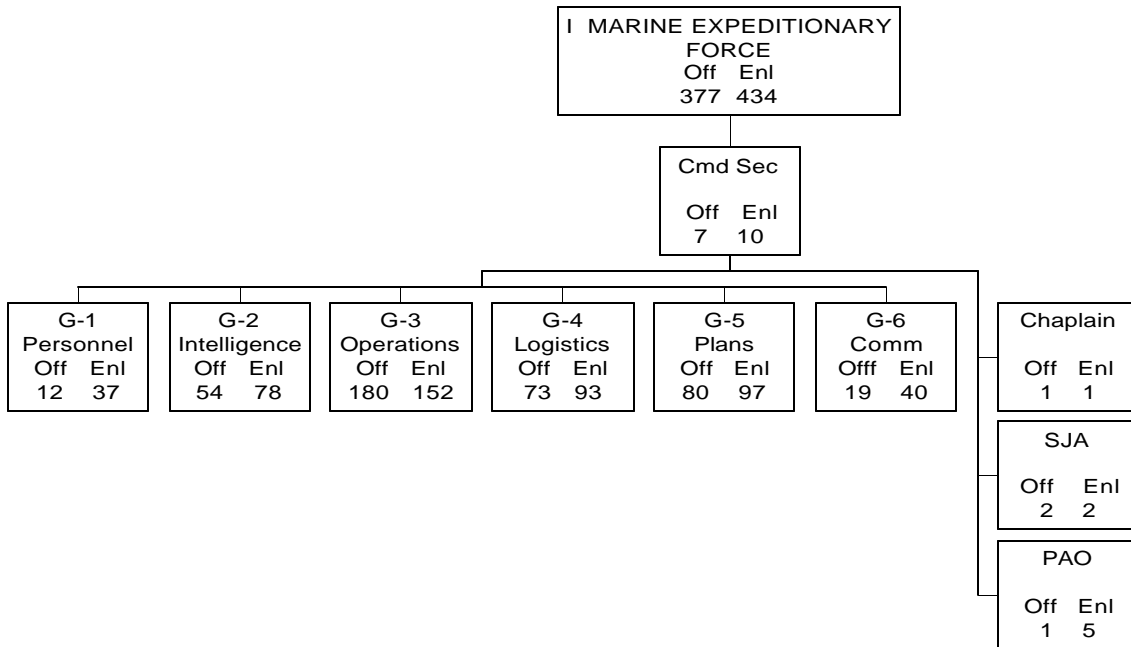 I MARINE EXPEDITIONARY
FORCE
Off Enl
377 434
Cmd Sec
Off Enl
7 10
G-1
Personnel
Off Enl
12 37
G-2
Intelligence
Off Enl
54 78
G-3
Operations
Off Enl
180 152
G-4
Logistics
Off Enl
73 93
G-5
Plans
Off Enl
80 97
G-6
Comm
Offf Enl
19 40
Chaplain
Off Enl
1 1
SJA
Off Enl
2 2
PAO
Off Enl
1 5